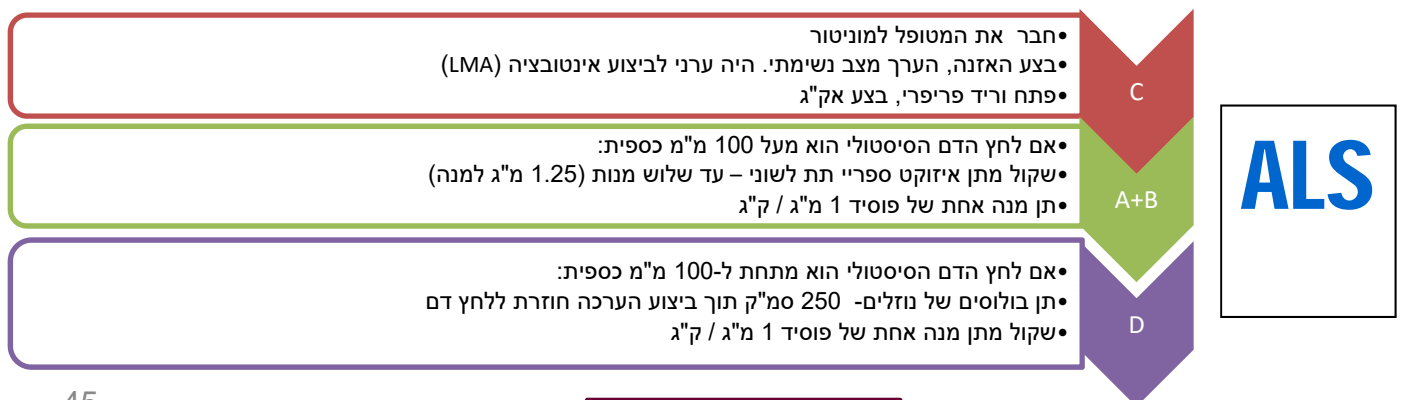 •חבר את המטופל למוניטור
•בצע האזנה, הערך מצב נשימתי. היה ערני לביצוע אינטובציה (LMA)
•פתח וריד פריפרי, בצע אק"ג
C
•אם לחץ הדם הסיסטולי הוא מעל 100 מ"מ כספית:
•שקול מתן איזוקט ספריי תת לשוני – עד שלוש מנות (1.25 מ"ג למנה)
•תן מנה אחת של פוסיד 1 מ"ג / ק"ג
A+B
ALS
•אם לחץ הדם הסיסטולי הוא מתחת ל-100 מ"מ כספית:
•תן בולוסים של נוזלים- 250 סמ"ק תוך ביצוע הערכה חוזרת ללחץ דם
•שקול מתן מנה אחת של פוסיד 1 מ"ג / ק"ג
D